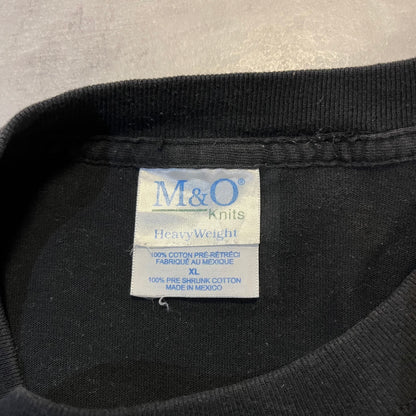 M&O®
Knits
HeavyWeight
100% COTON PRÉ-RÉTRÉCI
FABRIQUÉ AU MEXIQUE
XL
100% PRE SHRUNK COTTON
MADE IN MEXICO